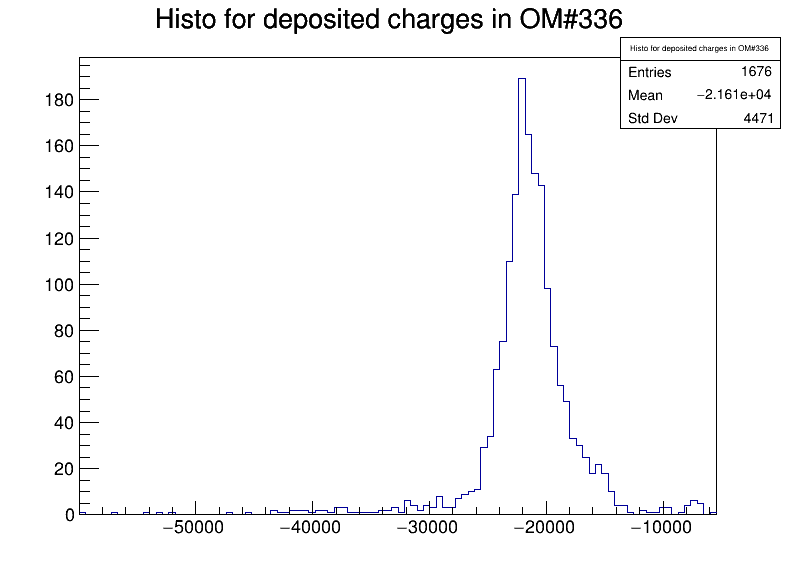 Histo for deposited charges in OM#336
Histo for deposited charges in OM#336
Entries 1676
Mean −2.161e+04
Std Dev 4471
180
160
140
120
100
80
60
40
20
0
−50000 −40000 −30000 −20000 −10000